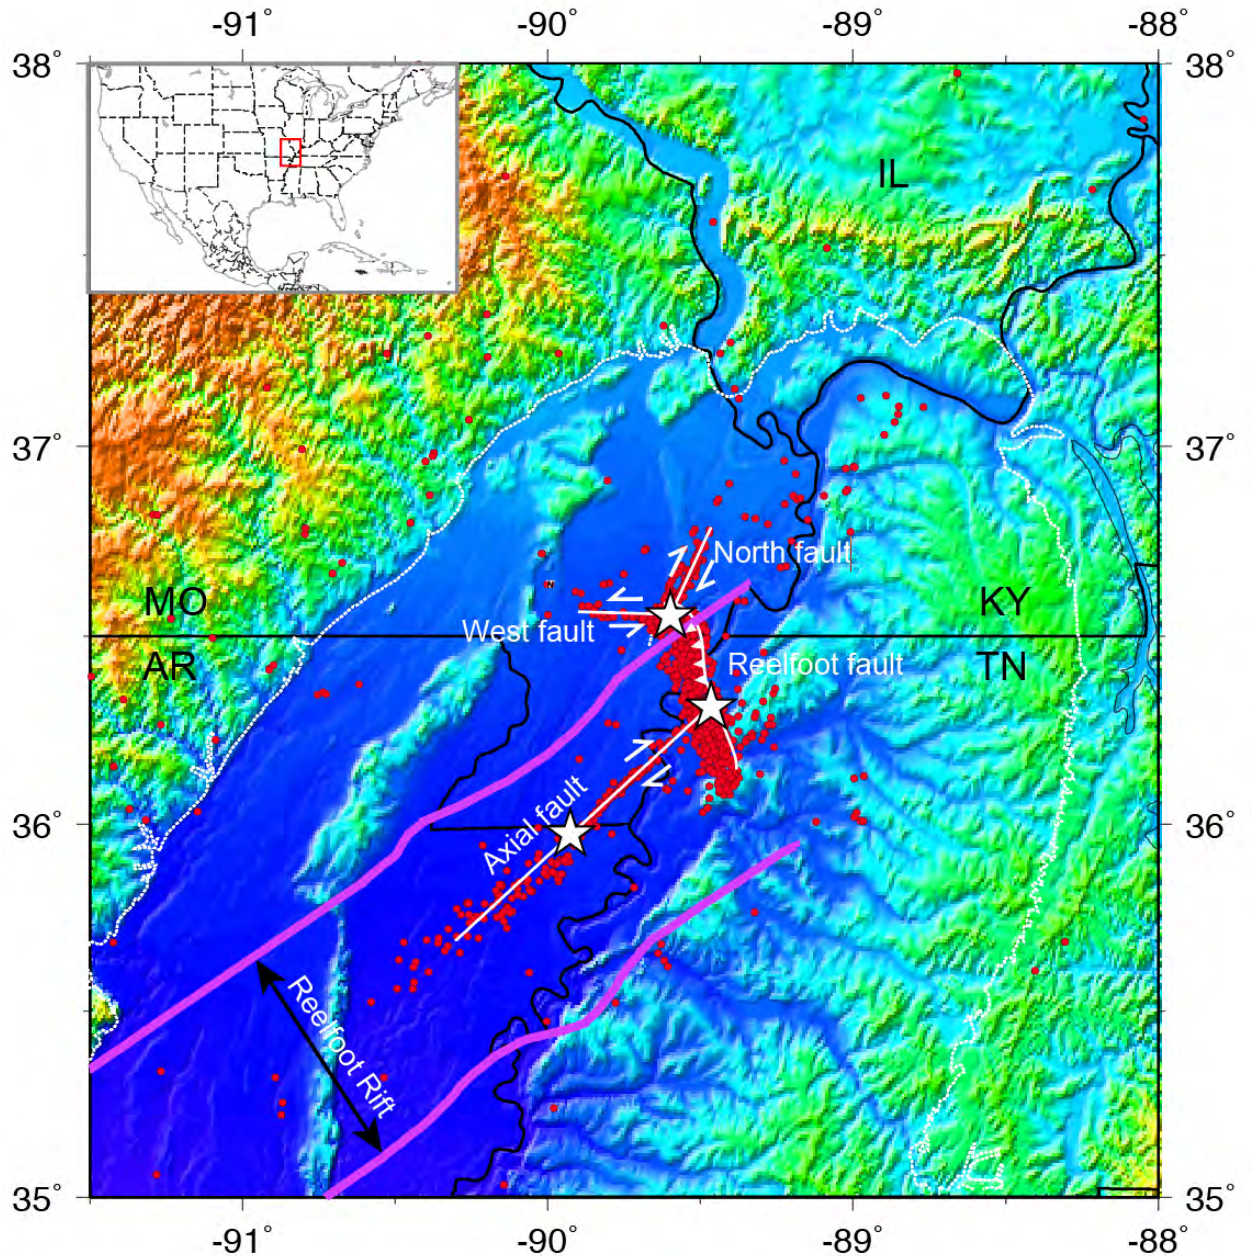 -91° -90° -89° -88°
38° 38°
IL
37° 37°
North fault
MO KY
West fault
AR Reelfoot fault TN
Axial fault
36° 36°
Reelfoot Rift
35° 35°
-91° -90° -89° -88°